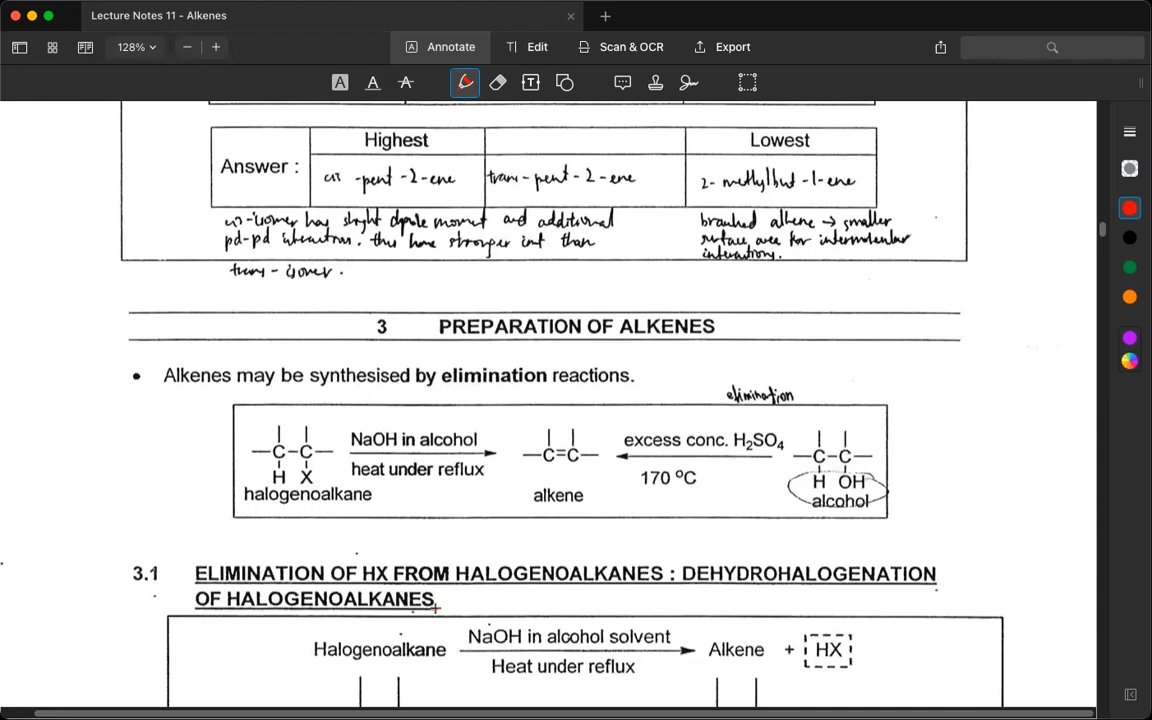 Lecture Notes 11 - Alkenes
128%
Annotate
Edit
Scan & OCR
Export
Highest
Lowest
Answer :
cis -pent -2-ene
trans - pent - 2 - ene
2- methylbut -1-ene
cis-isomer has slight dipole moment and additional
pd-pd interactions. thus have stronger imf than
trans - isomer .
branched alkene → smaller
surface area for intermolecular
interactions.
3 PREPARATION OF ALKENES
• Alkenes may be synthesised by elimination reactions.
elimination
NaOH in alcohol
heat under reflux
–C–C–
H X
halogenoalkane
–C=C–
alkene
excess conc. H₂SO₄
170 °C
–C–C–
H OH
alcohol
3.1 ELIMINATION OF HX FROM HALOGENOALKANES : DEHYDROHALOGENATION
OF HALOGENOALKANES
Halogenoalkane
NaOH in alcohol solvent
Heat under reflux
Alkene + HX